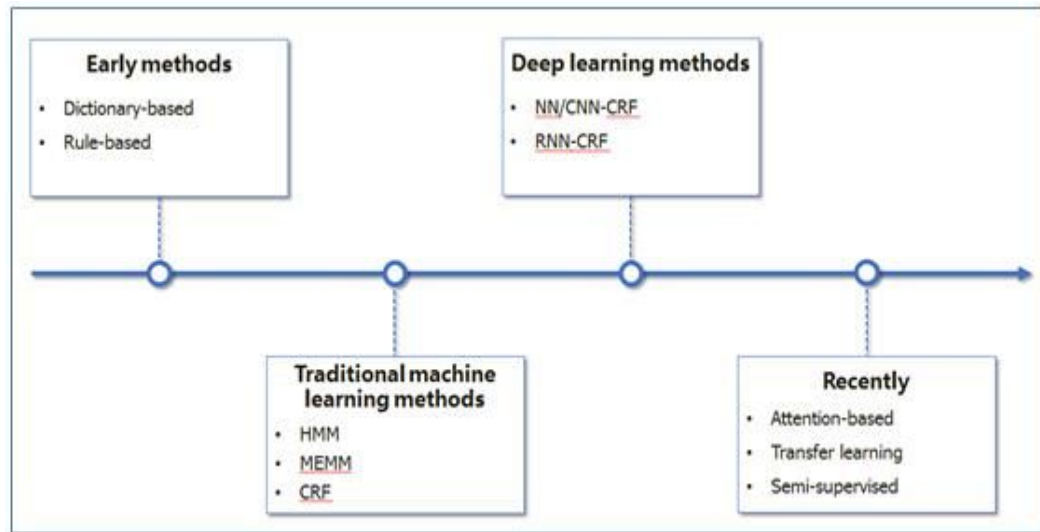 Early methods
• Dictionary-based
• Rule-based
Traditional machine
learning methods
• HMM
• MEMM
• CRF
Deep learning methods
• NN/CNN-CRF
• RNN-CRF
Recently
• Attention-based
• Transfer learning
• Semi-supervised